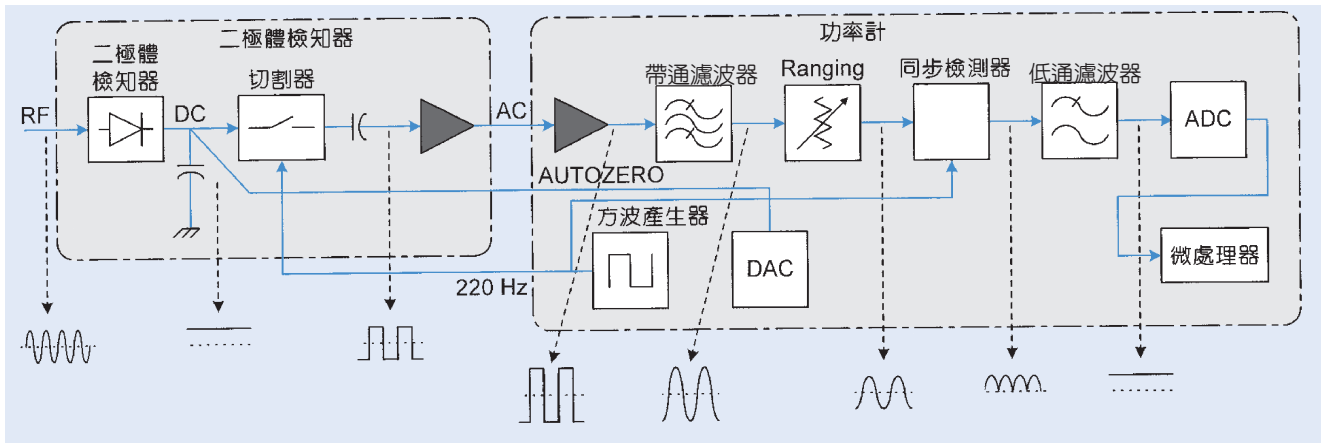 二極體檢知器
功率計
二極體
檢知器
切割器
帶通濾波器
Ranging
同步檢測器
低通濾波器
RF
DC
AC
ADC
AUTOZERO
方波產生器
DAC
微處理器
220 Hz